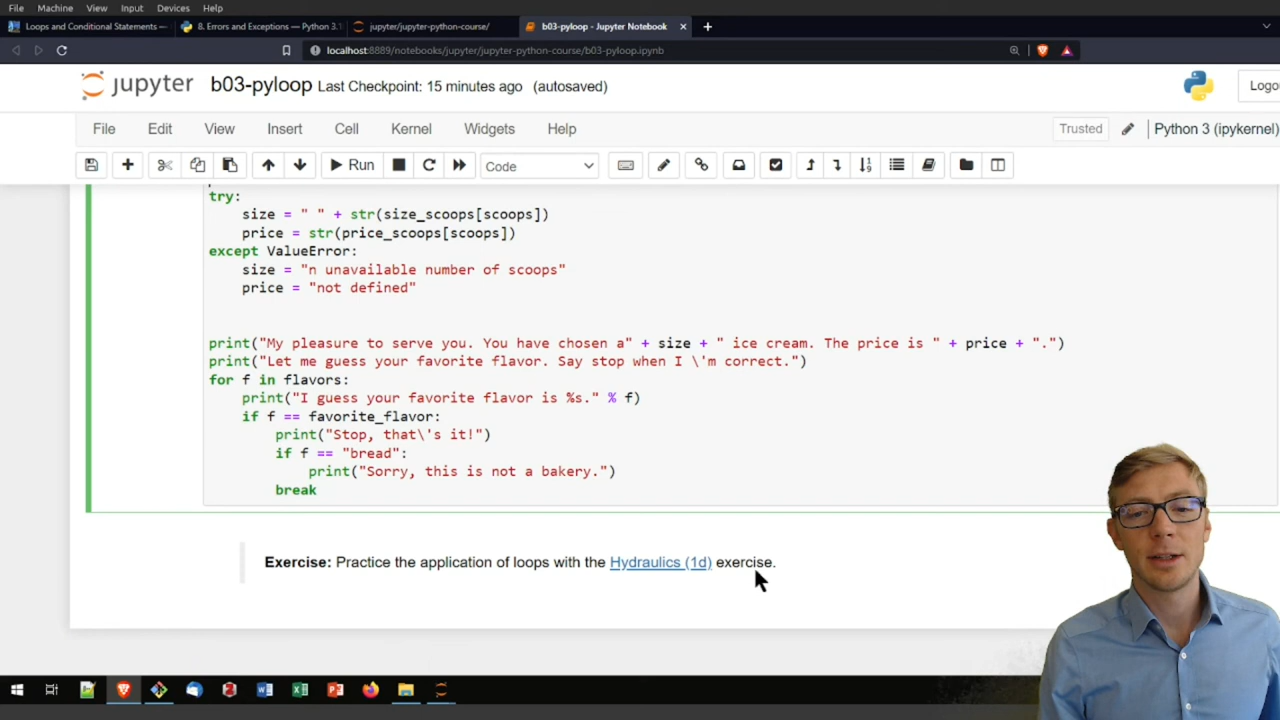 File Machine View Input Devices Help
Loops and Conditional Statements — 8. Errors and Exceptions — Python 3.1 jupyter/jupyter-python-course/ b03-pyloop - Jupyter Notebook
localhost:8889/notebooks/jupyter/jupyter-python-course/b03-pyloop.ipynb
jupyter b03-pyloop Last Checkpoint: 15 minutes ago (autosaved) Logo
File Edit View Insert Cell Kernel Widgets Help Trusted Python 3 (ipykernel)
Run Code
try:
size = " " + str(size_scoops[scoops])
price = str(price_scoops[scoops])
except ValueError:
size = "n unavailable number of scoops"
price = "not defined"
print("My pleasure to serve you. You have chosen a" + size + " ice cream. The price is " + price + ".")
print("Let me guess your favorite flavor. Say stop when I \'m correct.")
for f in flavors:
print("I guess your favorite flavor is %s." % f)
if f == favorite_flavor:
print("Stop, that\'s it!")
if f == "bread":
print("Sorry, this is not a bakery.")
break
Exercise: Practice the application of loops with the Hydraulics (1d) exercise.